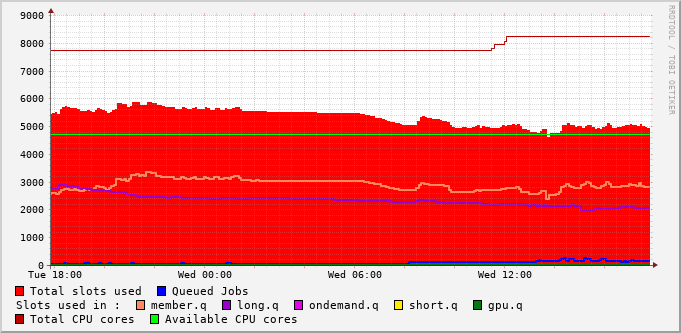 RRDTOOL / TOBI OETIKER
9000
8000
7000
6000
5000
4000
3000
2000
1000
0
Tue 18:00 Wed 00:00 Wed 06:00 Wed 12:00
Total slots used Queued Jobs
Slots used in : member.q long.q ondemand.q short.q gpu.q
Total CPU cores Available CPU cores